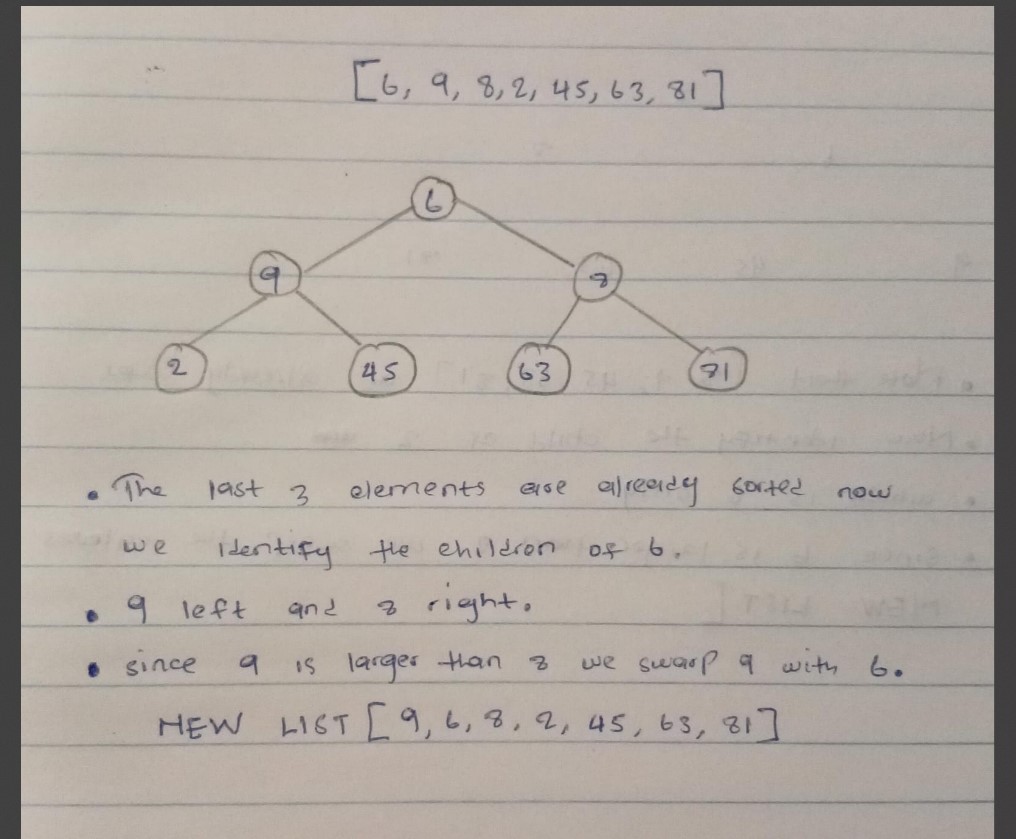 [6, 9, 8, 2, 45, 63, 81]
6
9 8
2 45 63 81
• The last 3 elements are already sorted now
we identify the children of 6.
• 9 left and 8 right.
• since 9 is larger than 8 we swap 9 with 6.
NEW LIST [9, 6, 8, 2, 45, 63, 81]